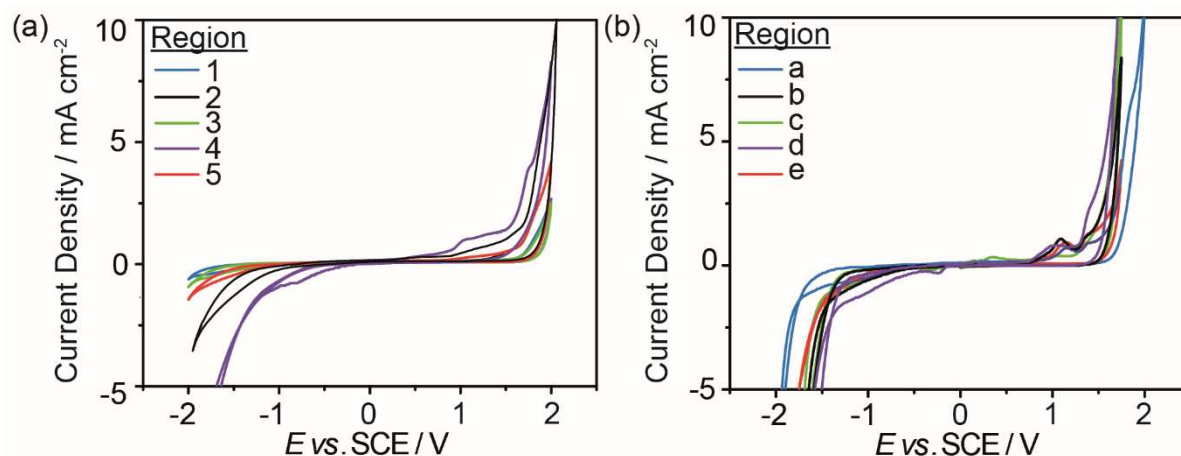 (a)
Region
1
2
3
4
5
10
5
0
-5
Current Density / mA cm-2
-2 -1 0 1 2
E vs. SCE / V
(b)
Region
a
b
c
d
e
10
5
0
-5
Current Density / mA cm-2
-2 -1 0 1 2
E vs. SCE / V